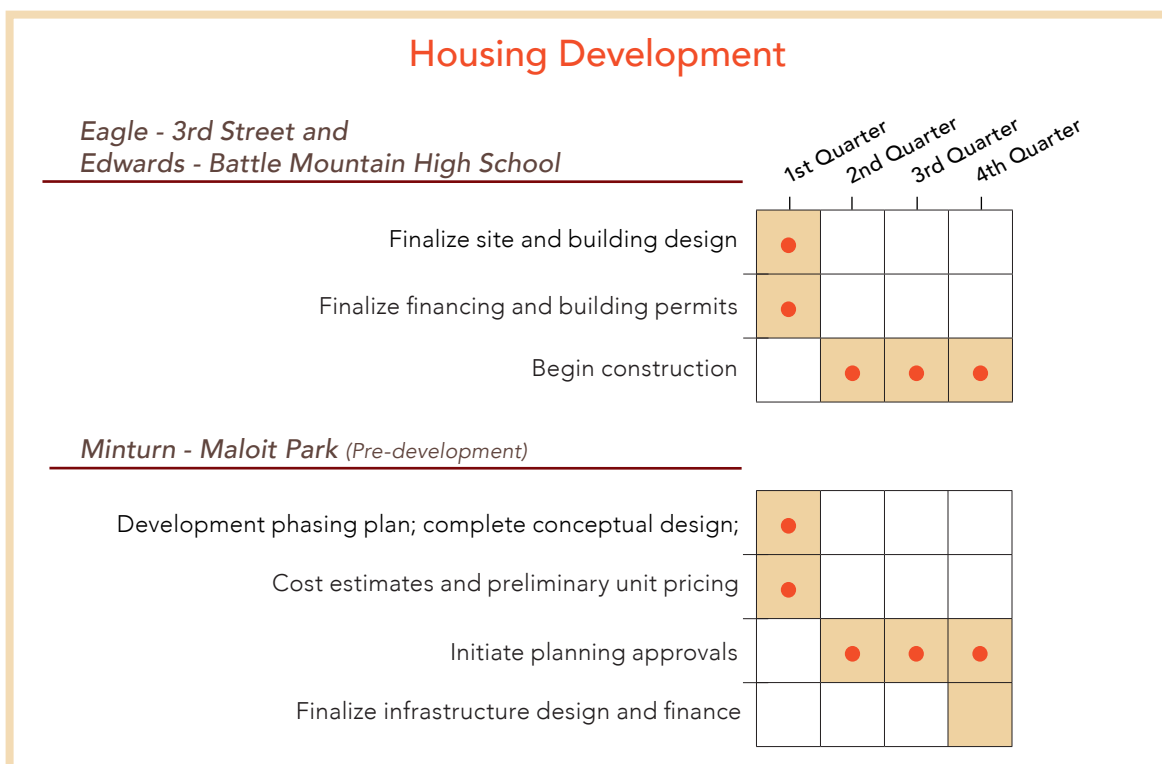 Housing Development
Eagle - 3rd Street and
Edwards - Battle Mountain High School
1st Quarter
2nd Quarter
3rd Quarter
4th Quarter
Finalize site and building design
Finalize financing and building permits
Begin construction
Minturn - Maloit Park (Pre-development)
Development phasing plan; complete conceptual design;
Cost estimates and preliminary unit pricing
Initiate planning approvals
Finalize infrastructure design and finance